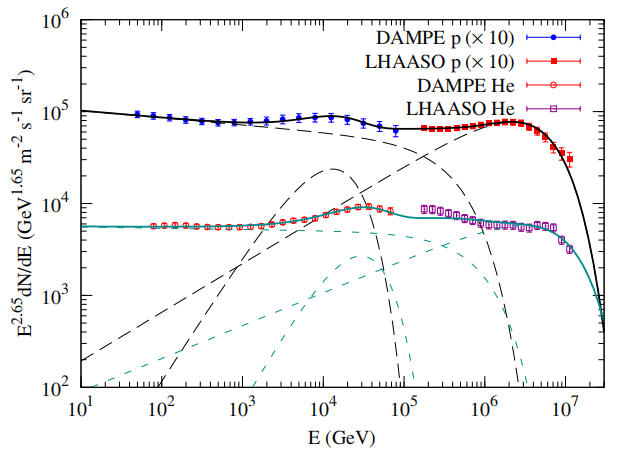 10^6
10^5
10^4
10^3
10^2
E^2.65 dN/dE (GeV^1.65 m^−2 s^−1 sr^−1)
DAMPE p (× 10)
LHAASO p (× 10)
DAMPE He
LHAASO He
10^1 10^2 10^3 10^4 10^5 10^6 10^7
E (GeV)